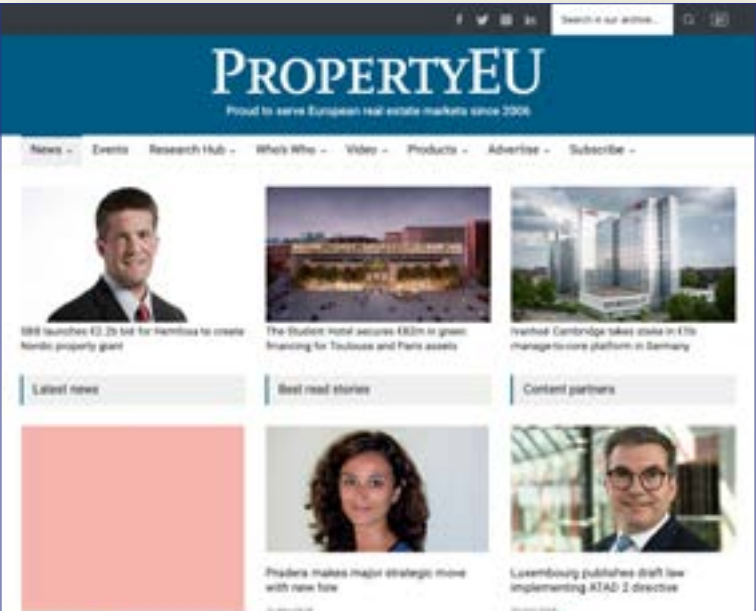 Search in our archive...
PROPERTYEU
Proud to serve European real estate markets since 2006
News
Events
Research Hub
Who's Who
Video
Products
Advertise
Subscribe
SBB launches €2.2b bid for Hemfosa to create
Nordic property giant
The Student Hotel secures in green
financing for Toulouse and Paris assets
Ivanhoé Cambridge takes stake in
manage-to-core platform in Germany
Latest news
Best read stories
Content partners
Pradera makes major strategic move
with new
Luxembourg publishes draft law
implementing ATAD 2 directive